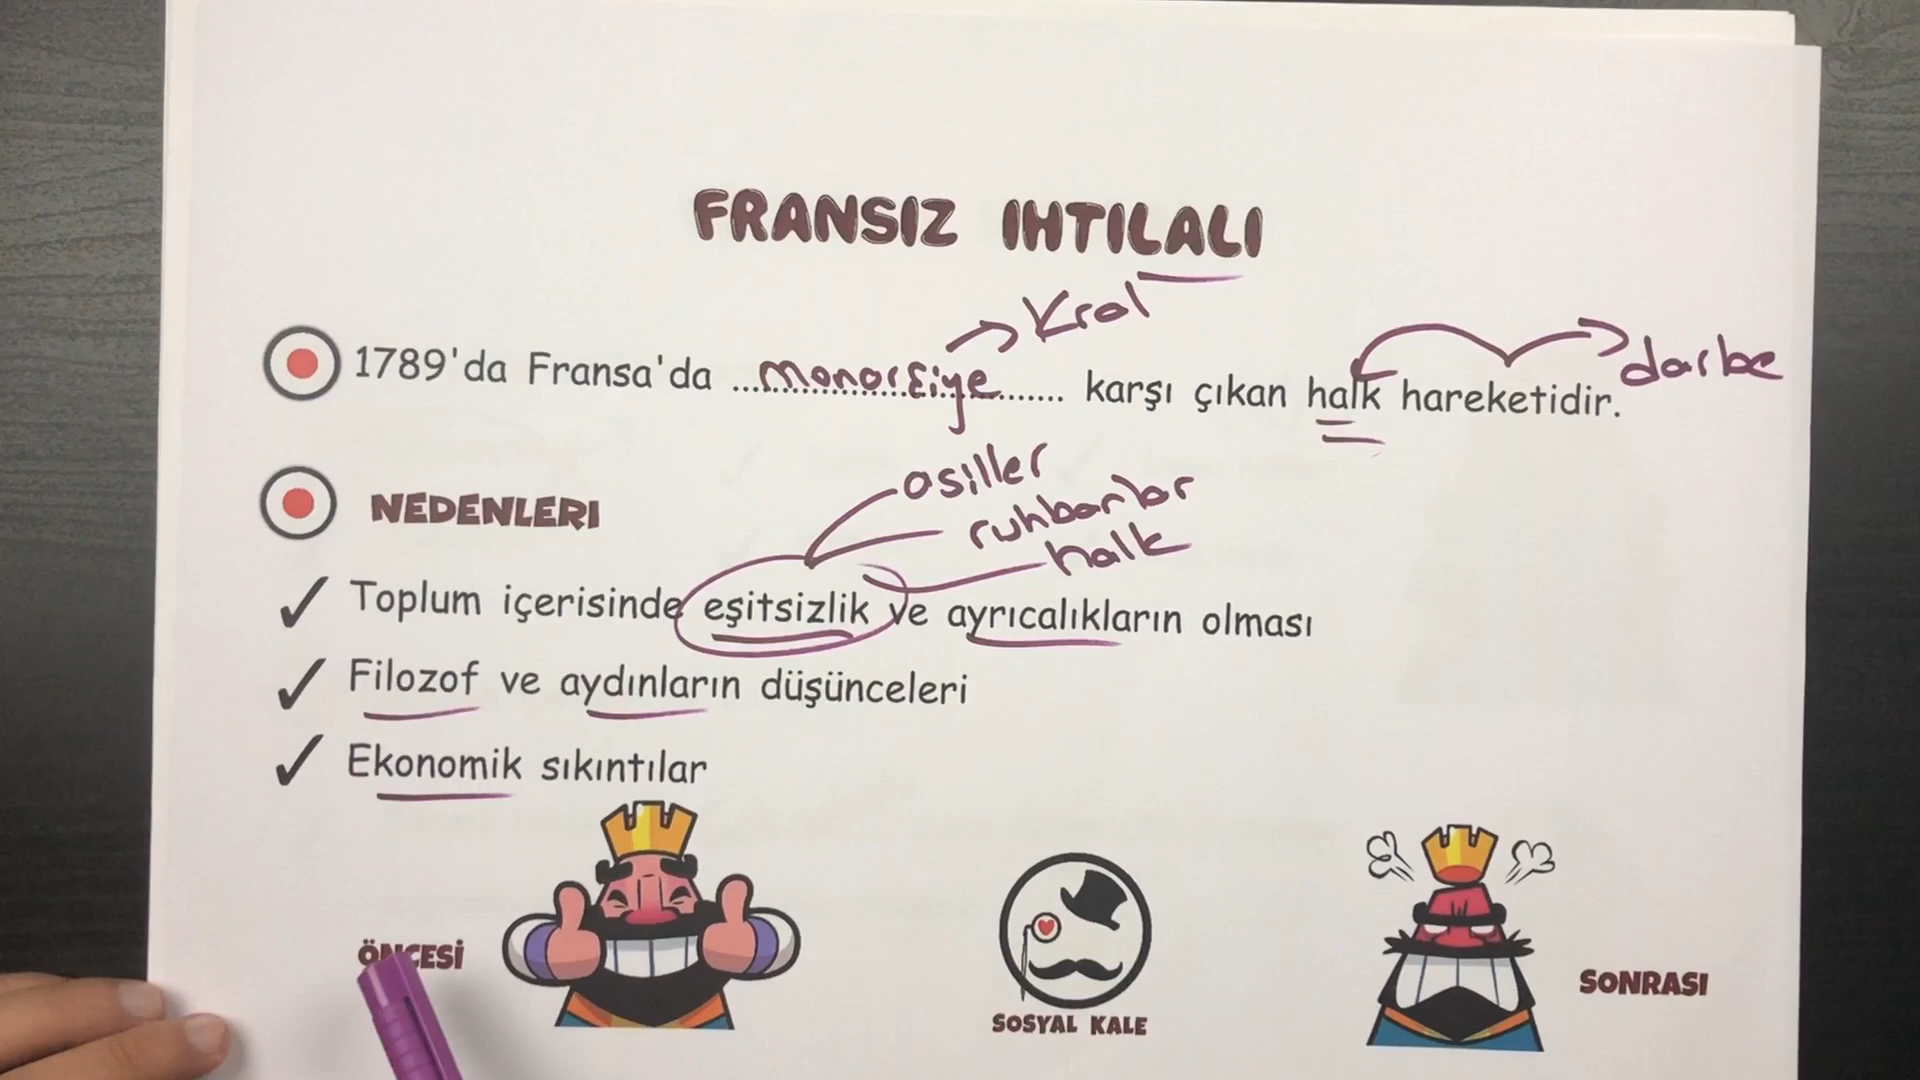 FRANSIZ IHTILALI
Kral
1789'da Fransa'da ...monarşiye... karşı çıkan halk hareketidir.
darbe
asiller
NEDENLERI
ruhbanlar
halk
Toplum içerisinde eşitsizlik ve ayrıcalıkların olması
Filozof ve aydınların düşünceleri
Ekonomik sıkıntılar
ÖNCESİ
SOSYAL KALE
SONRASI